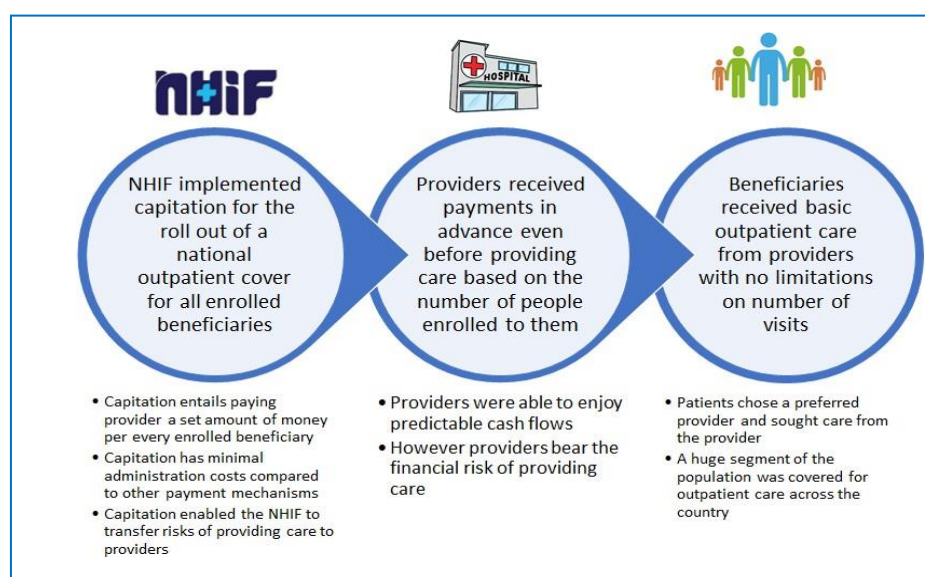 NHiF
HOSPITAL
NHIF implemented
capitation for the
roll out of a
national
outpatient cover
for all enrolled
beneficiaries
Providers received
payments in
advance even
before providing
care based on the
number of people
enrolled to them
Beneficiaries
received basic
outpatient care
from providers
with no limitations
on number of
visits
• Capitation entails paying
provider a set amount of money
per every enrolled beneficiary
• Capitation has minimal
administration costs compared
to other payment mechanisms
• Capitation enabled the NHIF to
transfer risks of providing care to
providers
• Providers were able to enjoy
predictable cash flows
• However providers bear the
financial risk of providing
care
• Patients chose a preferred
provider and sought care from
the provider
• A huge segment of the
population was covered for
outpatient care across the
country